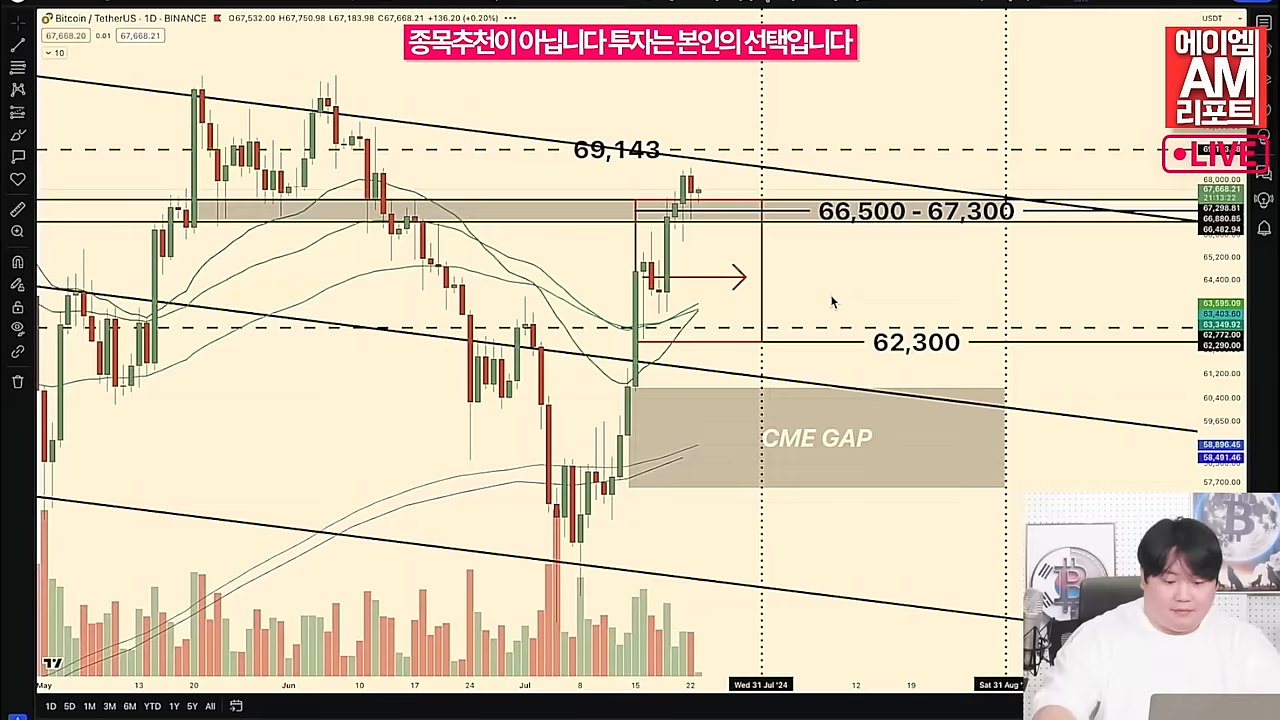 Bitcoin / TetherUS · 1D · BINANCE
O67,532.00 H67,750.98 L67,183.98 C67,668.21 +136.20 (+0.20%)
USDT
67,668.20 0.01 67,668.21
10
종목추천이 아닙니다 투자는 본인의 선택입니다
에이엠
AM
리포트
LIVE
69,143
68,000.00
67,668.21
21:13:22
67,298.81
66,880.85
66,482.94
66,500 - 67,300
65,200.00
64,400.00
63,595.09
63,403.60
63,349.92
62,772.00
62,290.00
62,300
61,200.00
60,400.00
59,650.00
CME GAP
58,896.45
58,491.46
57,700.00
May 13 20 Jun 10 17 24 Jul 8 15 22 Wed 31 Jul '24 12 19 Sat 31 Aug '
1D 5D 1M 3M 6M YTD 1Y 5Y All